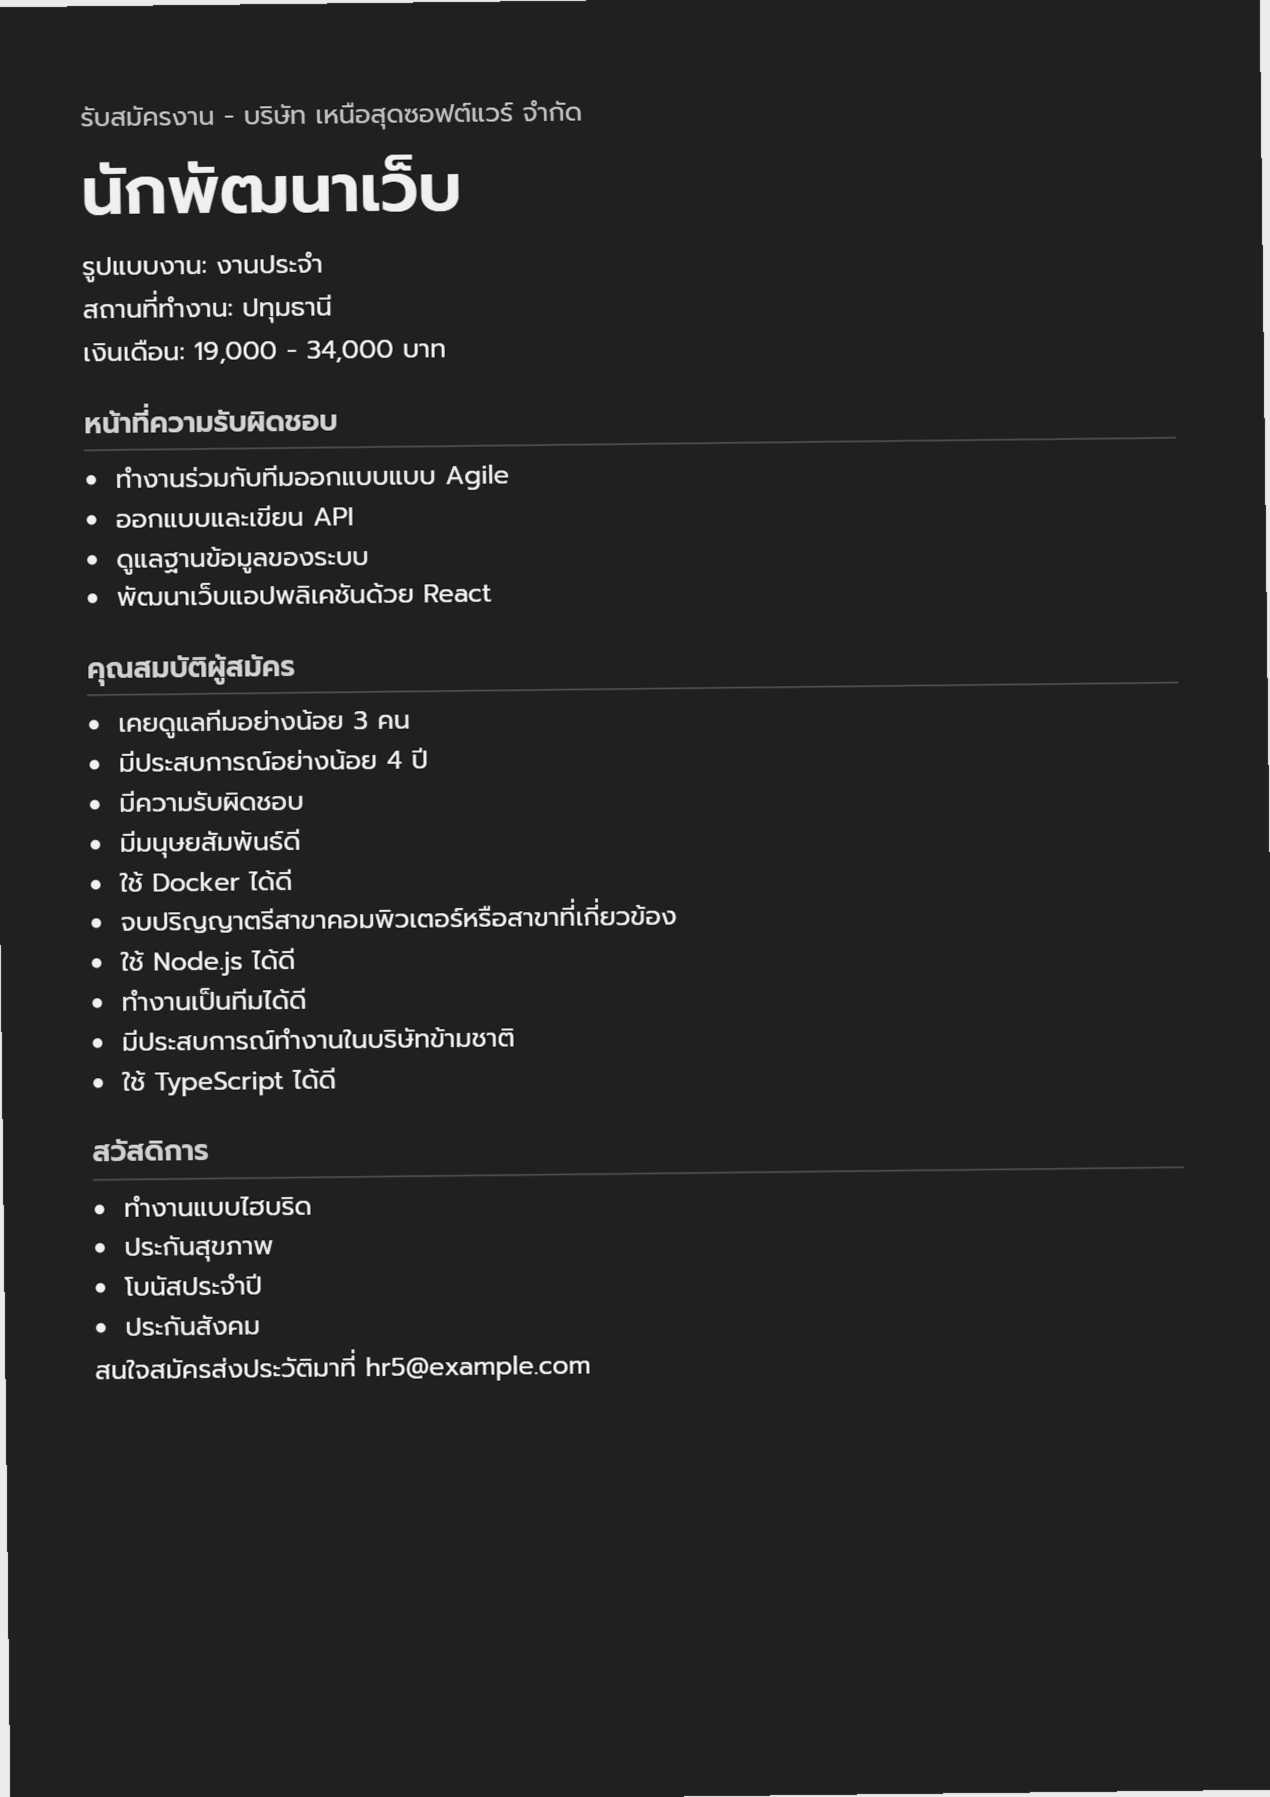 รับสมัครงาน - บริษัท เหนือสุดซอฟต์แวร์ จำกัด
นักพัฒนาเว็บ
รูปแบบงาน: งานประจำ
สถานที่ทำงาน: ปทุมธานี
เงินเดือน: 19,000 - 34,000 บาท
หน้าที่ความรับผิดชอบ
• ทำงานร่วมกับทีมออกแบบแบบ Agile
• ออกแบบและเขียน API
• ดูแลฐานข้อมูลของระบบ
• พัฒนาเว็บแอปพลิเคชันด้วย React
คุณสมบัติผู้สมัคร
• เคยดูแลทีมอย่างน้อย 3 คน
• มีประสบการณ์อย่างน้อย 4 ปี
• มีความรับผิดชอบ
• มีมนุษยสัมพันธ์ดี
• ใช้ Docker ได้ดี
• จบปริญญาตรีสาขาคอมพิวเตอร์หรือสาขาที่เกี่ยวข้อง
• ใช้ Node.js ได้ดี
• ทำงานเป็นทีมได้ดี
• มีประสบการณ์ทำงานในบริษัทข้ามชาติ
• ใช้ TypeScript ได้ดี
สวัสดิการ
• ทำงานแบบไฮบริด
• ประกันสุขภาพ
• โบนัสประจำปี
• ประกันสังคม
สนใจสมัครส่งประวัติมาที่ hr5@example.com